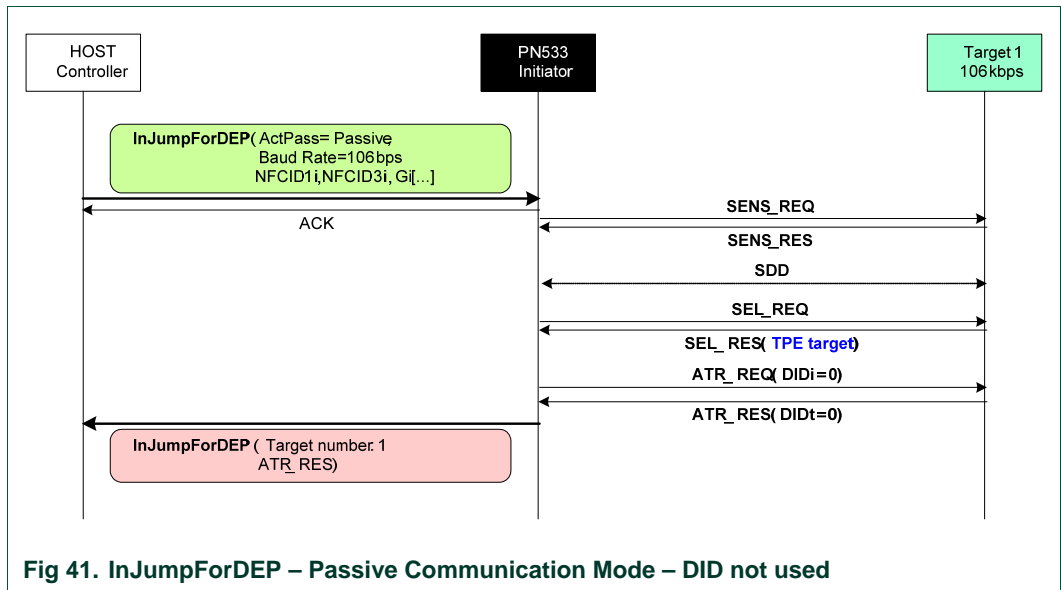 HOST
Controller
PN533
Initiator
Target 1
106kbps
InJumpForDEP( ActPass= Passive,
Baud Rate=106bps
NFCID1i,NFCID3i, Gi[...]
ACK
SENS_REQ
SENS_RES
SDD
SEL_REQ
SEL_RES( TPE target)
ATR_REQ( DIDi=0)
ATR_RES( DIDt=0)
InJumpForDEP ( Target number: 1
ATR_RES)
Fig 41. InJumpForDEP – Passive Communication Mode – DID not used